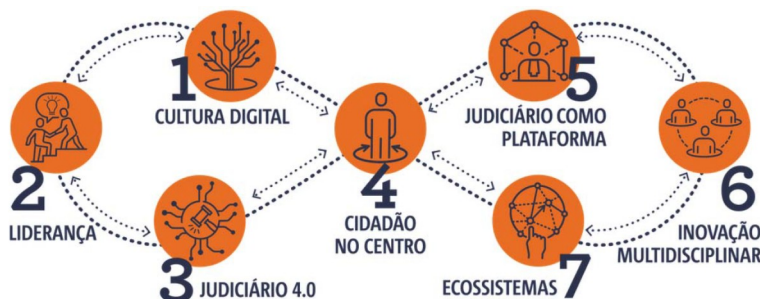 1
CULTURA DIGITAL
2
LIDERANÇA
3 JUDICIÁRIO 4.0
4
CIDADÃO
NO CENTRO
5
JUDICIÁRIO COMO
PLATAFORMA
6
INOVAÇÃO
MULTIDISCIPLINAR
ECOSSISTEMAS 7